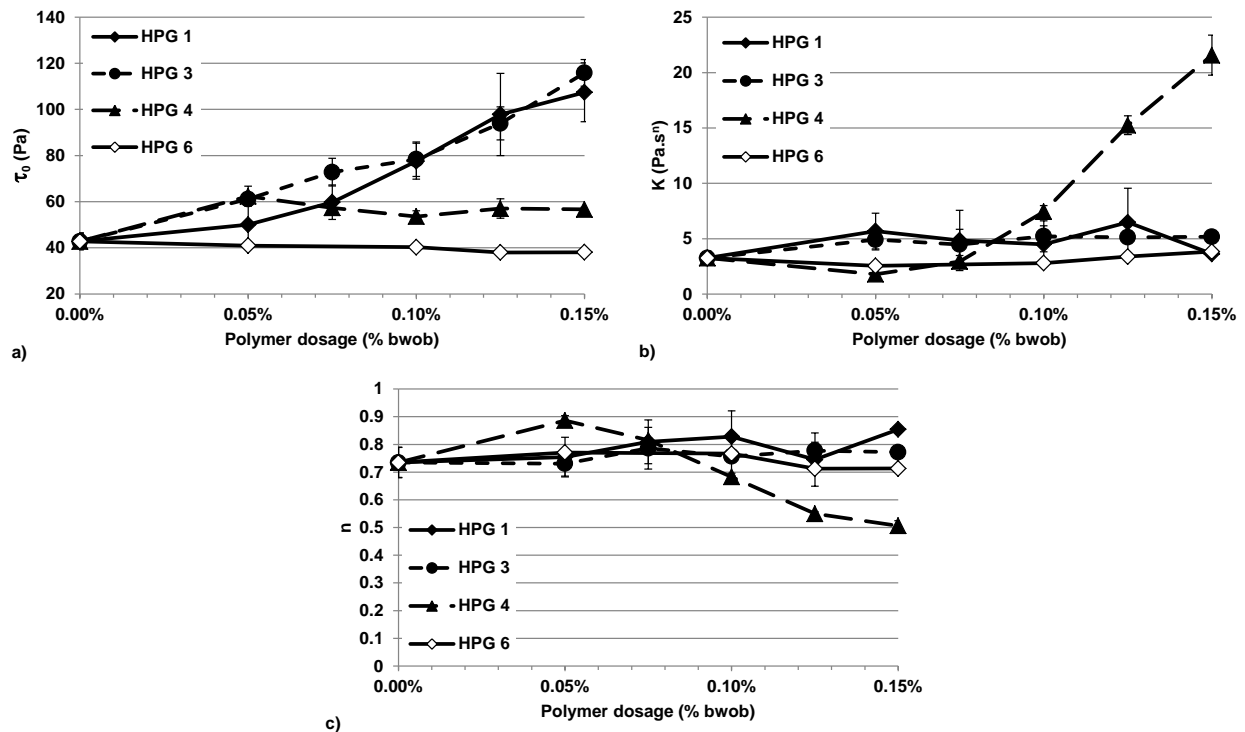 140
120
100
80
60
40
20
τ₀ (Pa)
HPG 1
HPG 3
HPG 4
HPG 6
0.00%
0.05%
0.10%
0.15%
Polymer dosage (% bwob)
a)
25
20
15
10
5
0
K (Pa.sⁿ)
HPG 1
HPG 3
HPG 4
HPG 6
0.00%
0.05%
0.10%
0.15%
Polymer dosage (% bwob)
b)
1
0.9
0.8
0.7
0.6
0.5
0.4
0.3
0.2
0.1
0
n
HPG 1
HPG 3
HPG 4
HPG 6
0.00%
0.05%
0.10%
0.15%
Polymer dosage (% bwob)
c)